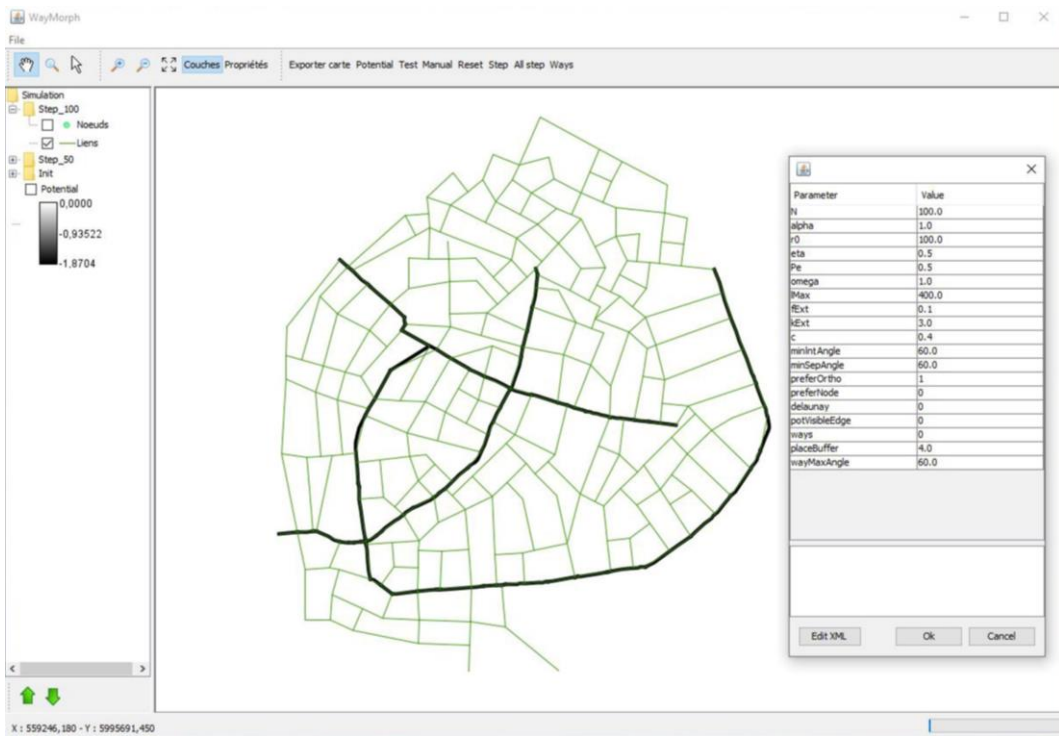 WayMorph
File
Couches Propriétés Exporter carte Potential Test Manual Reset Step All step Ways
Simulation
Step_100
Noeuds
Liens
Step_50
Init
Potential
0,0000
-0,93522
-1,8704
Parameter Value
N 100.0
alpha 1.0
r0 100.0
eta 0.5
Pe 0.5
omega 1.0
lMax 400.0
fExt 0.1
kExt 3.0
c 0.4
minIntAngle 60.0
minSepAngle 60.0
preferOrtho 1
preferNode 0
delaunay 0
potVisibleEdge 0
ways 0
placeBuffer 4.0
wayMaxAngle 60.0
Edit XML Ok Cancel
X : 559246,180 - Y : 5995691,450